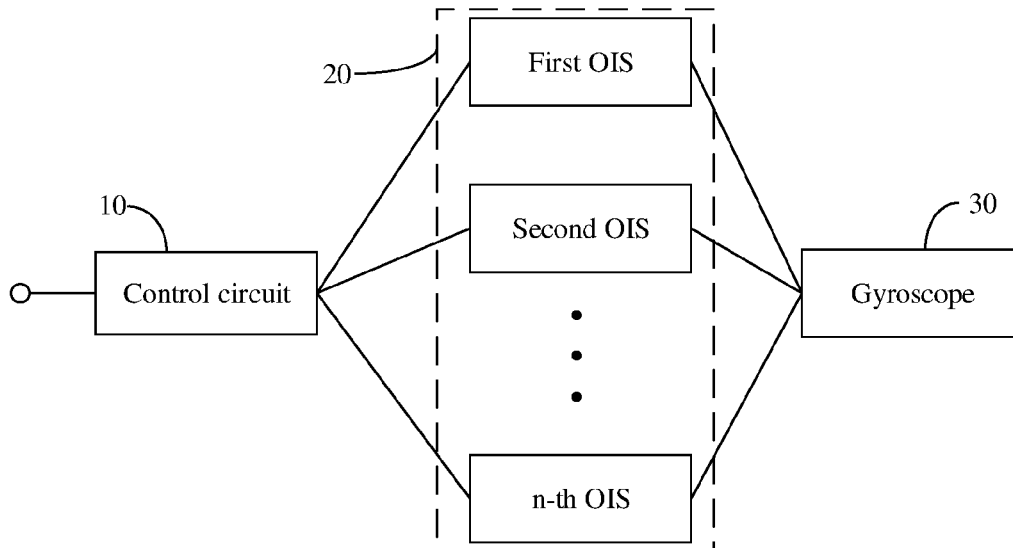 20
First OIS
10
Second OIS
30
Control circuit
Gyroscope
n-th OIS